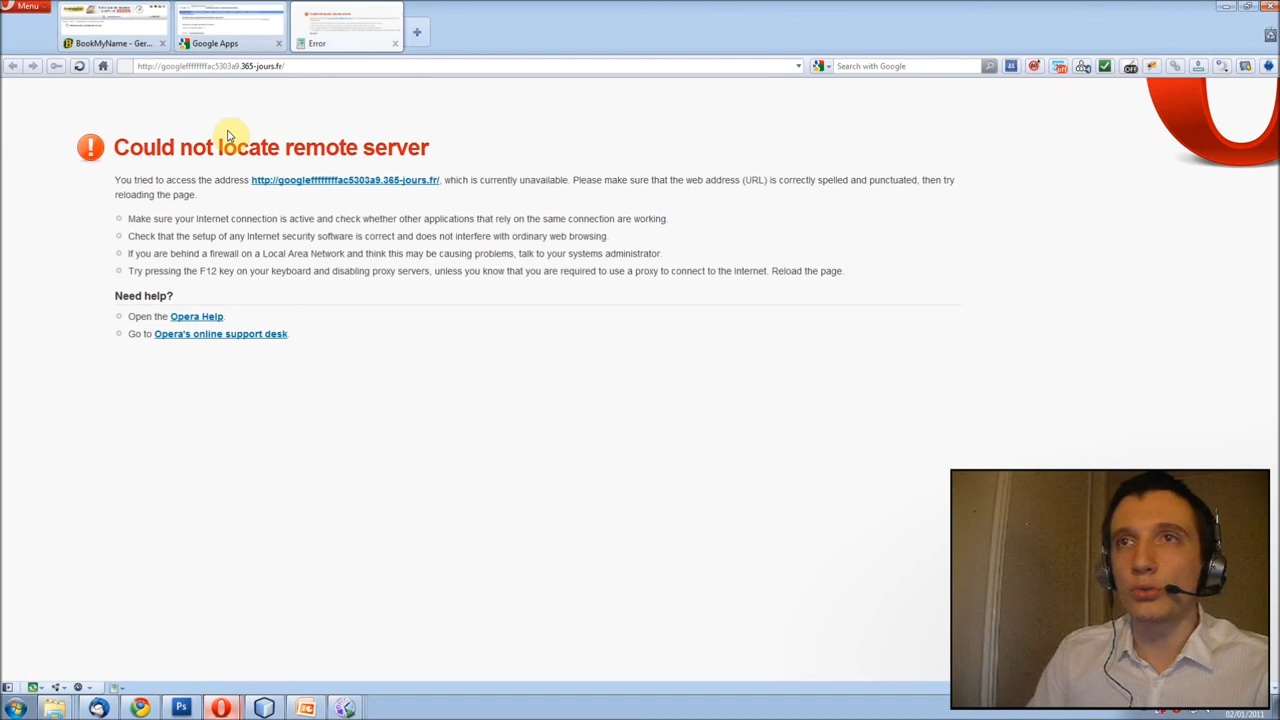 Menu
BookMyName - Ger...
Google Apps
Error
http://googleffffffffac5303a9.365-jours.fr/
Search with Google
Could not locate remote server
You tried to access the address http://googleffffffffac5303a9.365-jours.fr/, which is currently unavailable. Please make sure that the web address (URL) is correctly spelled and punctuated, then try
reloading the page.
Make sure your Internet connection is active and check whether other applications that rely on the same connection are working.
Check that the setup of any Internet security software is correct and does not interfere with ordinary web browsing.
If you are behind a firewall on a Local Area Network and think this may be causing problems, talk to your systems administrator.
Try pressing the F12 key on your keyboard and disabling proxy servers, unless you know that you are required to use a proxy to connect to the Internet. Reload the page.
Need help?
Open the Opera Help.
Go to Opera's online support desk.
Ps
02/01/2011